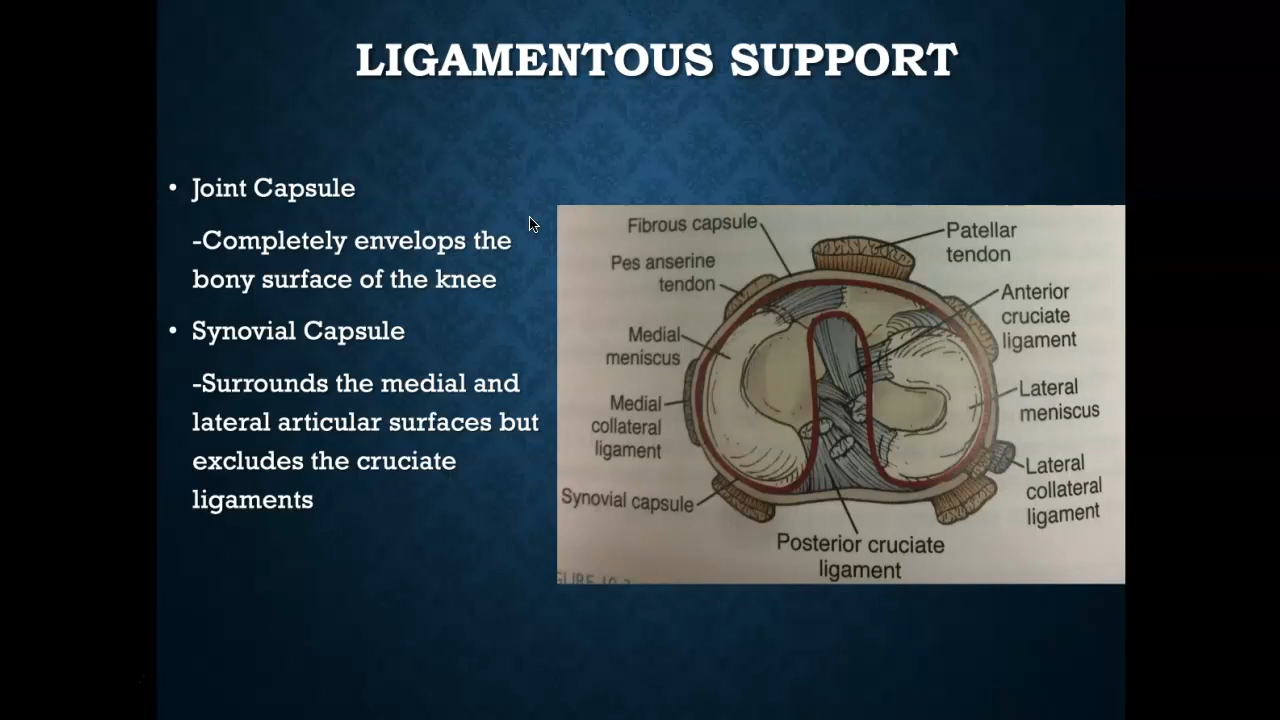 LIGAMENTOUS SUPPORT
• Joint Capsule
-Completely envelops the
bony surface of the knee
• Synovial Capsule
-Surrounds the medial and
lateral articular surfaces but
excludes the cruciate
ligaments
Fibrous capsule
Pes anserine
tendon
Medial
meniscus
Medial
collateral
ligament
Synovial capsule
Patellar
tendon
Anterior
cruciate
ligament
Lateral
meniscus
Lateral
collateral
ligament
Posterior cruciate
ligament